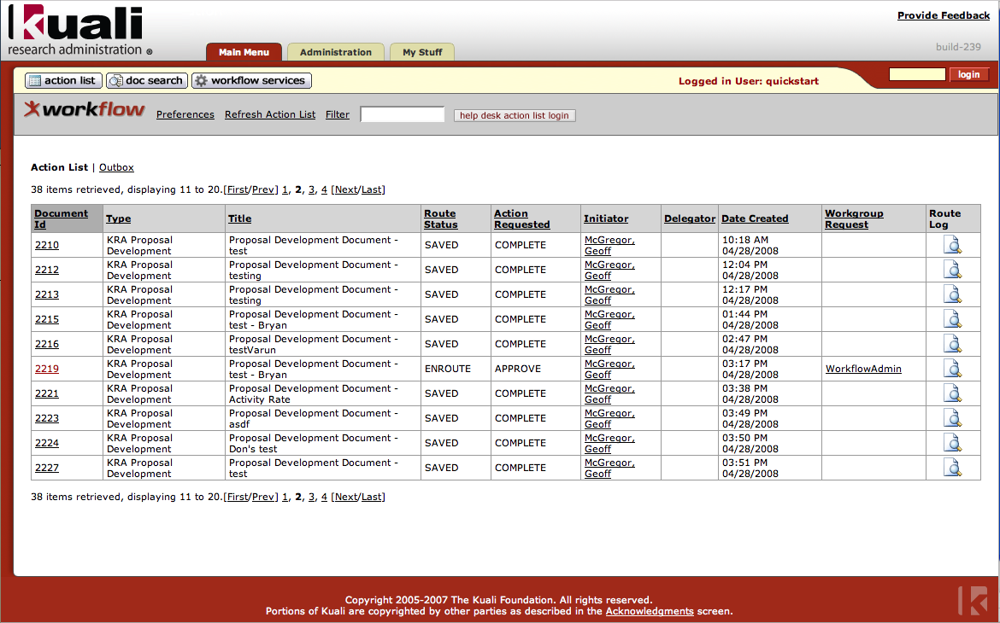 kuali
research administration ®
Provide Feedback
build-239
Main Menu
Administration
My Stuff
action list
doc search
workflow services
Logged in User: quickstart
login
workflow
Preferences
Refresh Action List
Filter
help desk action list login
Action List | Outbox
38 items retrieved, displaying 11 to 20.[First/Prev] 1, 2, 3, 4 [Next/Last]
Document Id Type Title Route Status Action Requested Initiator Delegator Date Created Workgroup Request Route Log
2210 KRA Proposal Development Proposal Development Document - test SAVED COMPLETE McGregor, Geoff 10:18 AM 04/28/2008
2212 KRA Proposal Development Proposal Development Document - testing SAVED COMPLETE McGregor, Geoff 12:04 PM 04/28/2008
2213 KRA Proposal Development Proposal Development Document - testing SAVED COMPLETE McGregor, Geoff 12:17 PM 04/28/2008
2215 KRA Proposal Development Proposal Development Document - test - Bryan SAVED COMPLETE McGregor, Geoff 01:44 PM 04/28/2008
2216 KRA Proposal Development Proposal Development Document - testVarun SAVED COMPLETE McGregor, Geoff 02:47 PM 04/28/2008
2219 KRA Proposal Development Proposal Development Document - test - Bryan ENROUTE APPROVE McGregor, Geoff 03:17 PM 04/28/2008 WorkflowAdmin
2221 KRA Proposal Development Proposal Development Document - Activity Rate SAVED COMPLETE McGregor, Geoff 03:38 PM 04/28/2008
2223 KRA Proposal Development Proposal Development Document - asdf SAVED COMPLETE McGregor, Geoff 03:49 PM 04/28/2008
2224 KRA Proposal Development Proposal Development Document - Don's test SAVED COMPLETE McGregor, Geoff 03:50 PM 04/28/2008
2227 KRA Proposal Development Proposal Development Document - test SAVED COMPLETE McGregor, Geoff 03:51 PM 04/28/2008
38 items retrieved, displaying 11 to 20.[First/Prev] 1, 2, 3, 4 [Next/Last]
Copyright 2005-2007 The Kuali Foundation. All rights reserved.
Portions of Kuali are copyrighted by other parties as described in the Acknowledgments screen.